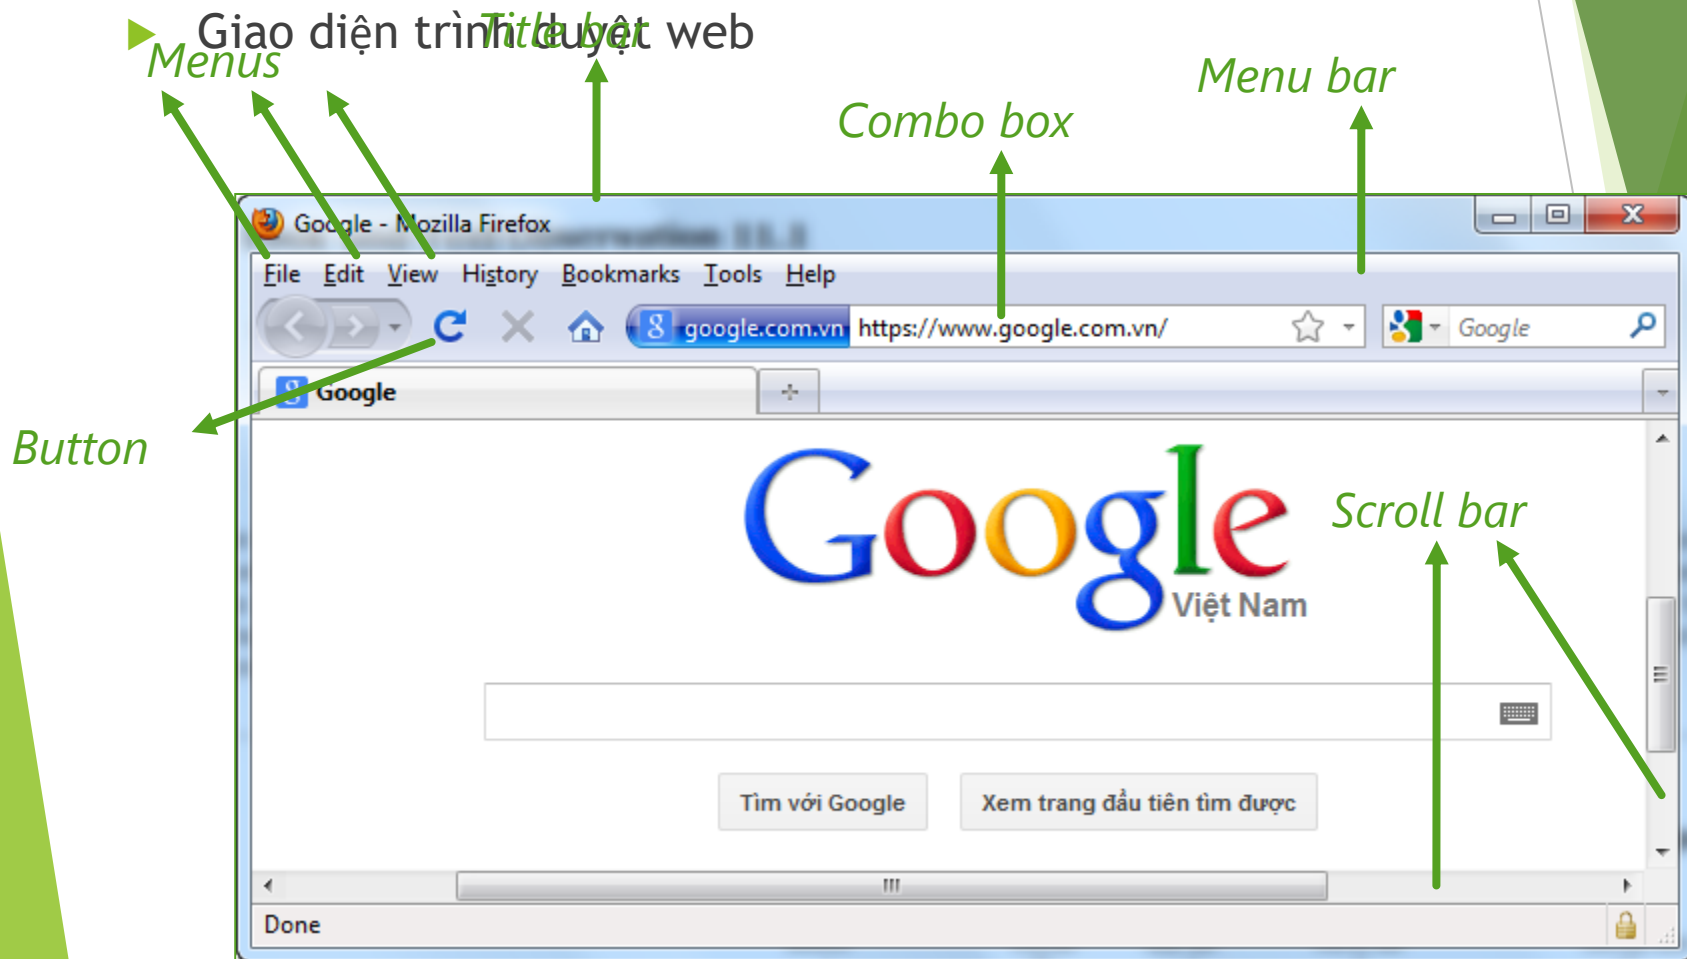 Giao diện trình duyệt web
Title bar
Menus
Menu bar
Combo box
Google - Mozilla Firefox
File Edit View History Bookmarks Tools Help
google.com.vn https://www.google.com.vn/ Google
Google
Button
Google
Scroll bar
Việt Nam
Tìm với Google Xem trang đầu tiên tìm được
Done